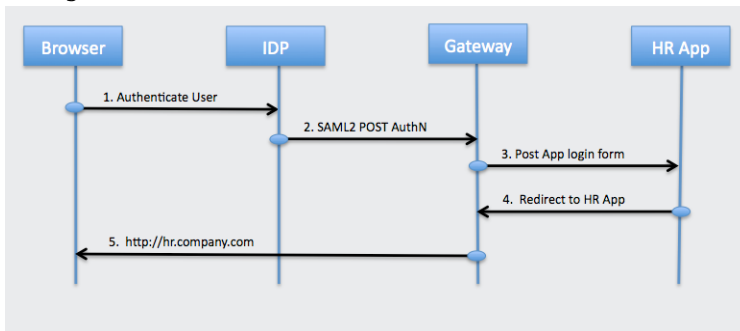 Browser
IDP
Gateway
HR App
1. Authenticate User
2. SAML2 POST AuthN
3. Post App login form
4. Redirect to HR App
5. http://hr.company.com